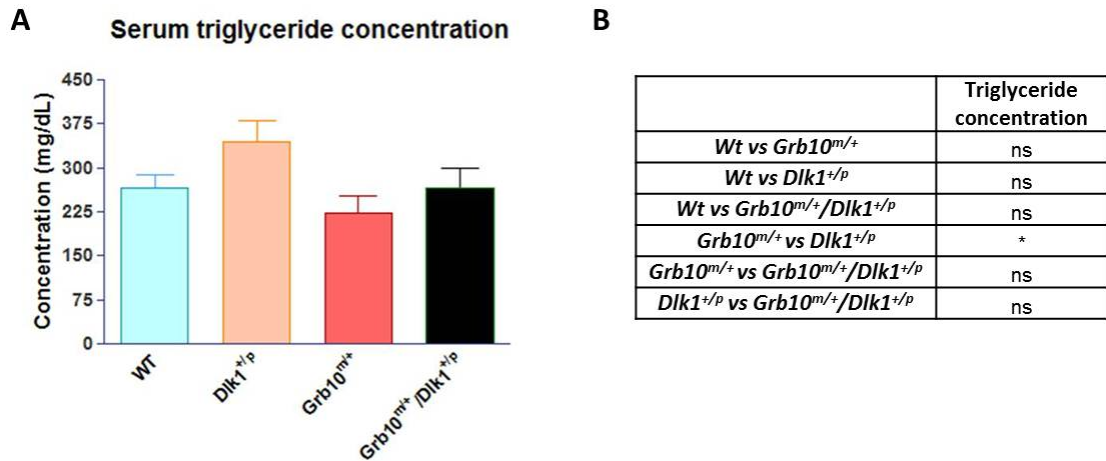 A
Serum triglyceride concentration
Concentration (mg/dL)
450
375
300
225
150
75
0
WT
Dlk1+/p
Grb10m/+
Grb10m/+/Dlk1+/p
B
Triglyceride
concentration
Wt vs Grb10m/+ ns
Wt vs Dlk1+/p ns
Wt vs Grb10m/+/Dlk1+/p ns
Grb10m/+ vs Dlk1+/p *
Grb10m/+ vs Grb10m/+/Dlk1+/p ns
Dlk1+/p vs Grb10m/+/Dlk1+/p ns